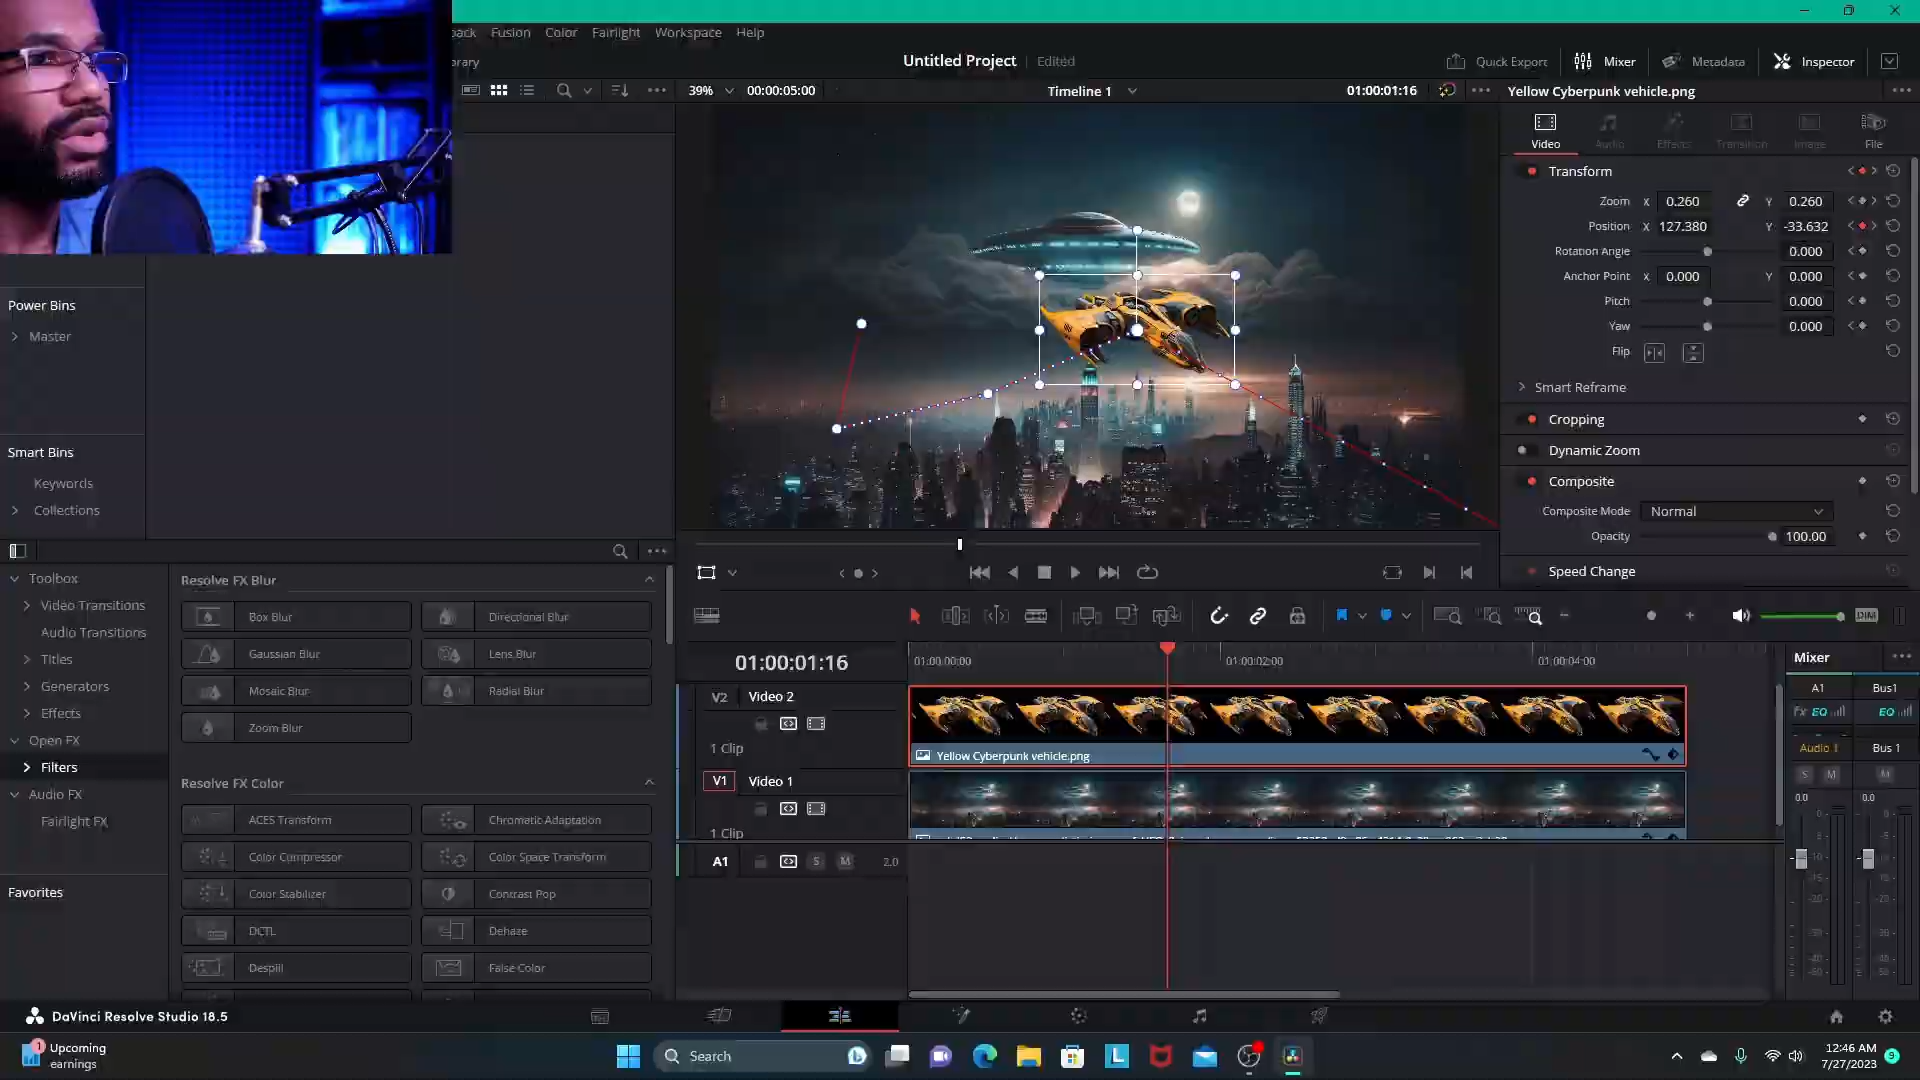 back Fusion Color Fairlight Workspace Help
Untitled Project Edited
Quick Export Mixer Metadata Inspector
39% 00:00:05:00 Timeline 1 01:00:01:16 Yellow Cyberpunk vehicle.png
Video Audio Effects Transition Image File
Transform
Zoom X 0.260 Y 0.260
Position X 127.380 Y -33.632
Rotation Angle 0.000
Anchor Point X 0.000 Y 0.000
Pitch 0.000
Yaw 0.000
Flip
Smart Reframe
Cropping
Dynamic Zoom
Composite
Composite Mode Normal
Opacity 100.00
Speed Change
Power Bins
Master
Smart Bins
Keywords
Collections
Toolbox
Video Transitions
Audio Transitions
Titles
Generators
Effects
Open FX
Filters
Audio FX
Fairlight FX
Favorites
Resolve FX Blur
Box Blur Directional Blur
Gaussian Blur Lens Blur
Mosaic Blur Radial Blur
Zoom Blur
Resolve FX Color
ACES Transform Chromatic Adaptation
Color Compressor Color Space Transform
Color Stabilizer Contrast Pop
DCTL Dehaze
Despill False Color
DIM
01:00:01:16 01:00:00:00 01:00:02:00 01:00:04:00
V2 Video 2
1 Clip
Yellow Cyberpunk vehicle.png
V1 Video 1
1 Clip
A1 S M 2.0
Mixer
A1 Bus1
Fx EQ EQ
Audio 1 Bus 1
S M M
0.0 0.0
DaVinci Resolve Studio 18.5
1
Upcoming
earnings
Search
12:46 AM
7/27/2023
9